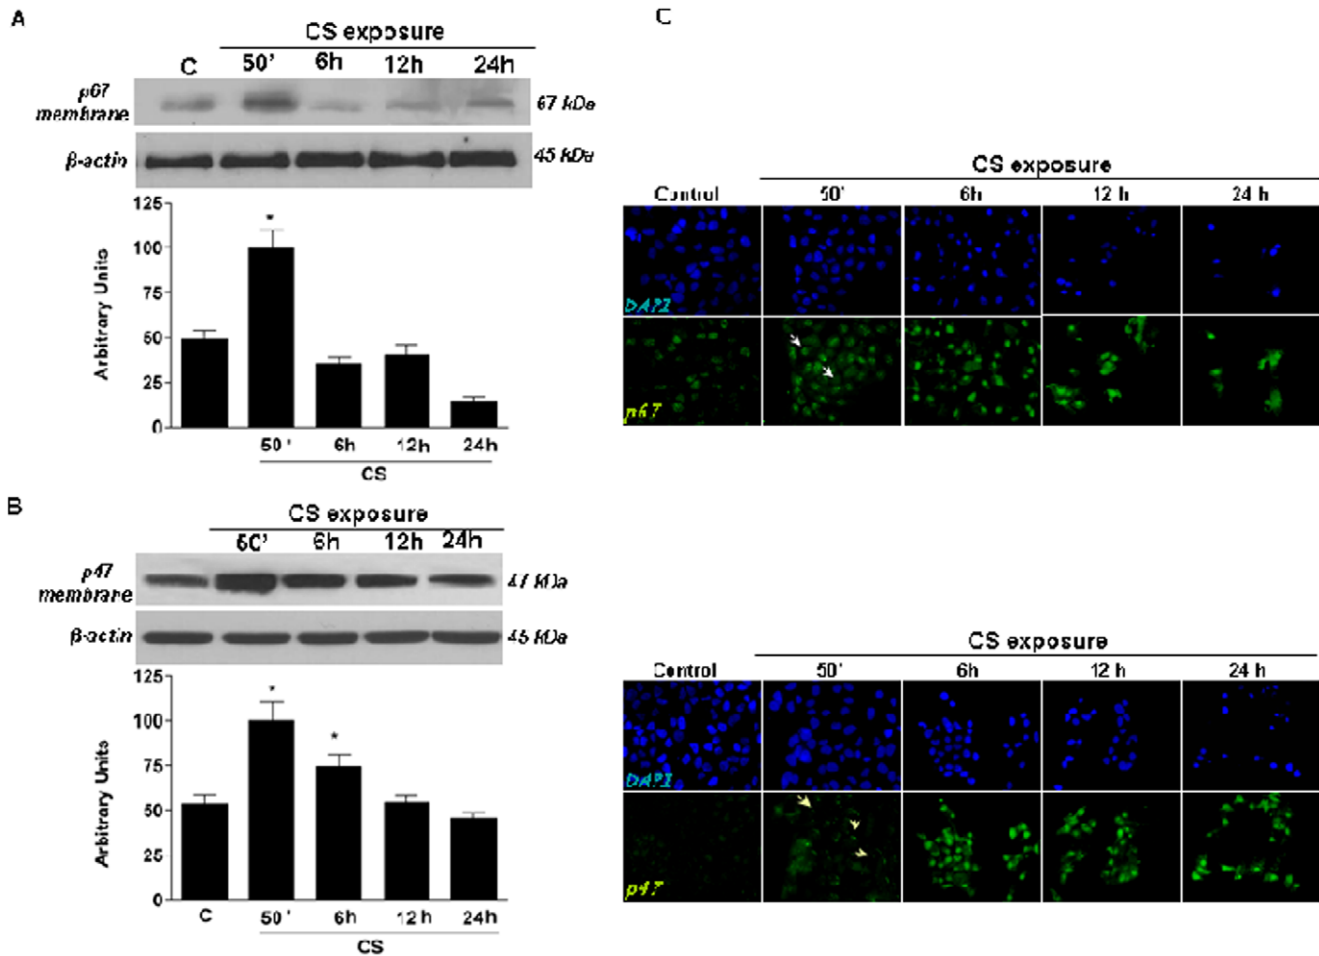 A
CS exposure
C 50' 6h 12h 24h
p67 membrane
67 kDa
β-actin
45 kDa
125
100
75
50
25
0
Arbitrary Units
*
50' 6h 12h 24h
CS
B
CS exposure
50' 6h 12h 24h
p47 membrane
47 kDa
β-actin
45 kDa
125
100
75
50
25
0
Arbitrary Units
* *
C 50' 6h 12h 24h
CS
C
CS exposure
Control 50' 6h 12 h 24 h
DAPI
p67
CS exposure
Control 50' 6h 12 h 24 h
DAPI
p47